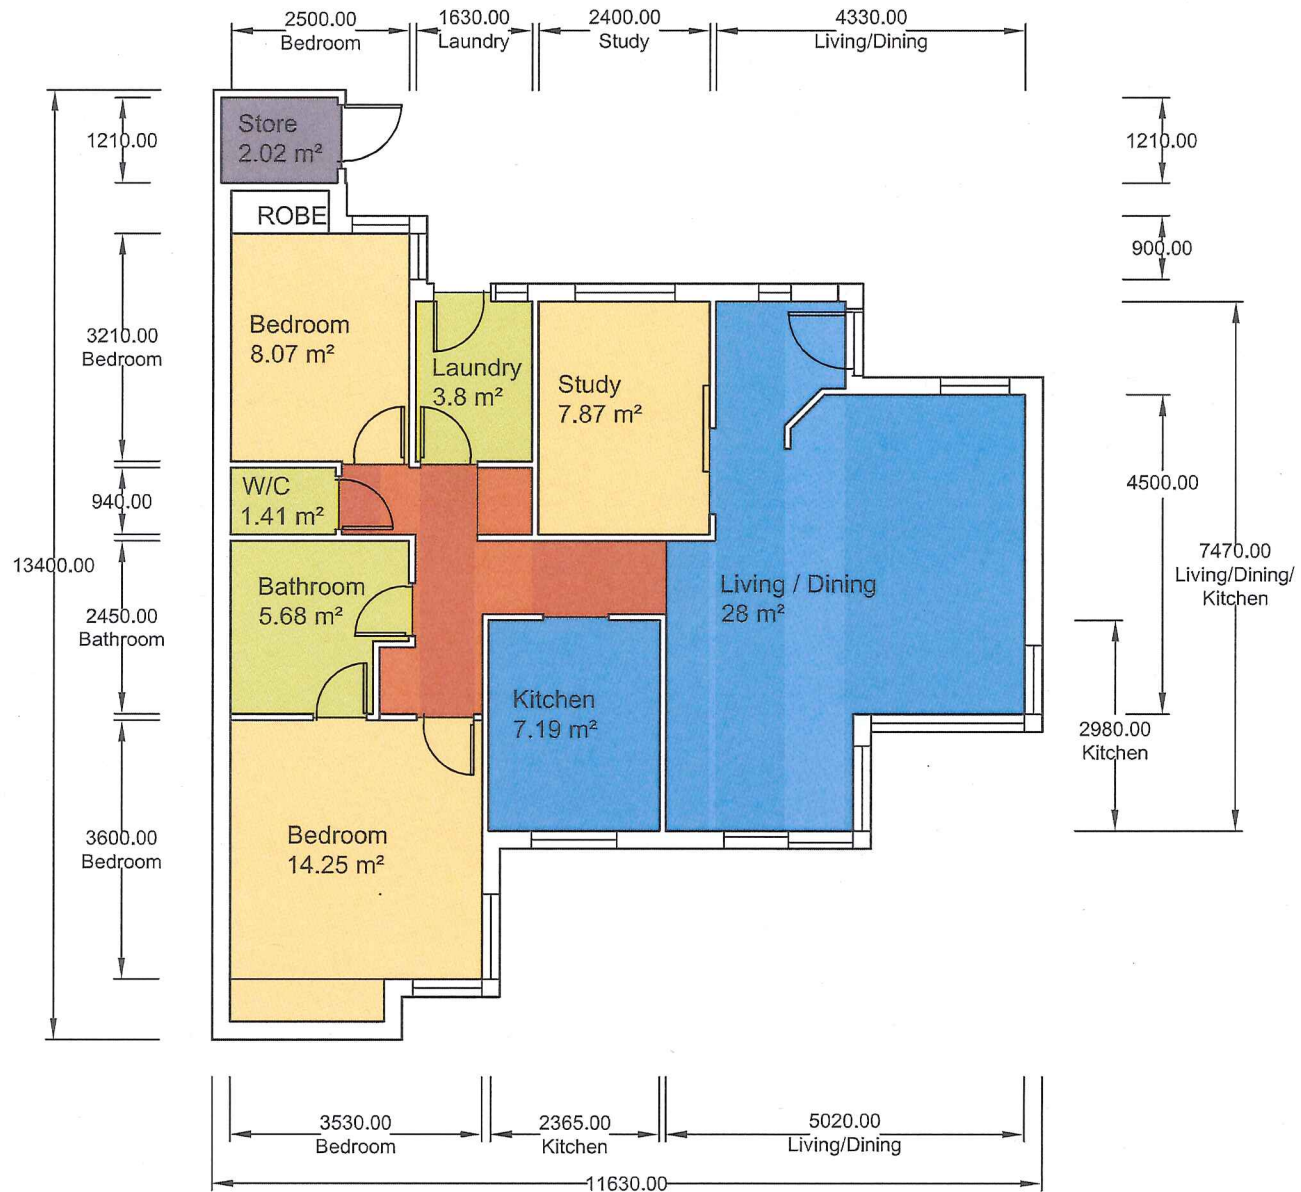 2500.00
Bedroom
1630.00
Laundry
2400.00
Study
4330.00
Living/Dining
1210.00
Store
2.02 m²
1210.00
ROBE
900.00
3210.00
Bedroom
Bedroom
8.07 m²
Laundry
3.8 m²
Study
7.87 m²
940.00
W/C
1.41 m²
4500.00
13400.00
2450.00
Bathroom
Bathroom
5.68 m²
Living / Dining
28 m²
7470.00
Living/Dining/
Kitchen
Kitchen
7.19 m²
2980.00
Kitchen
3600.00
Bedroom
Bedroom
14.25 m²
3530.00
Bedroom
2365.00
Kitchen
5020.00
Living/Dining
11630.00